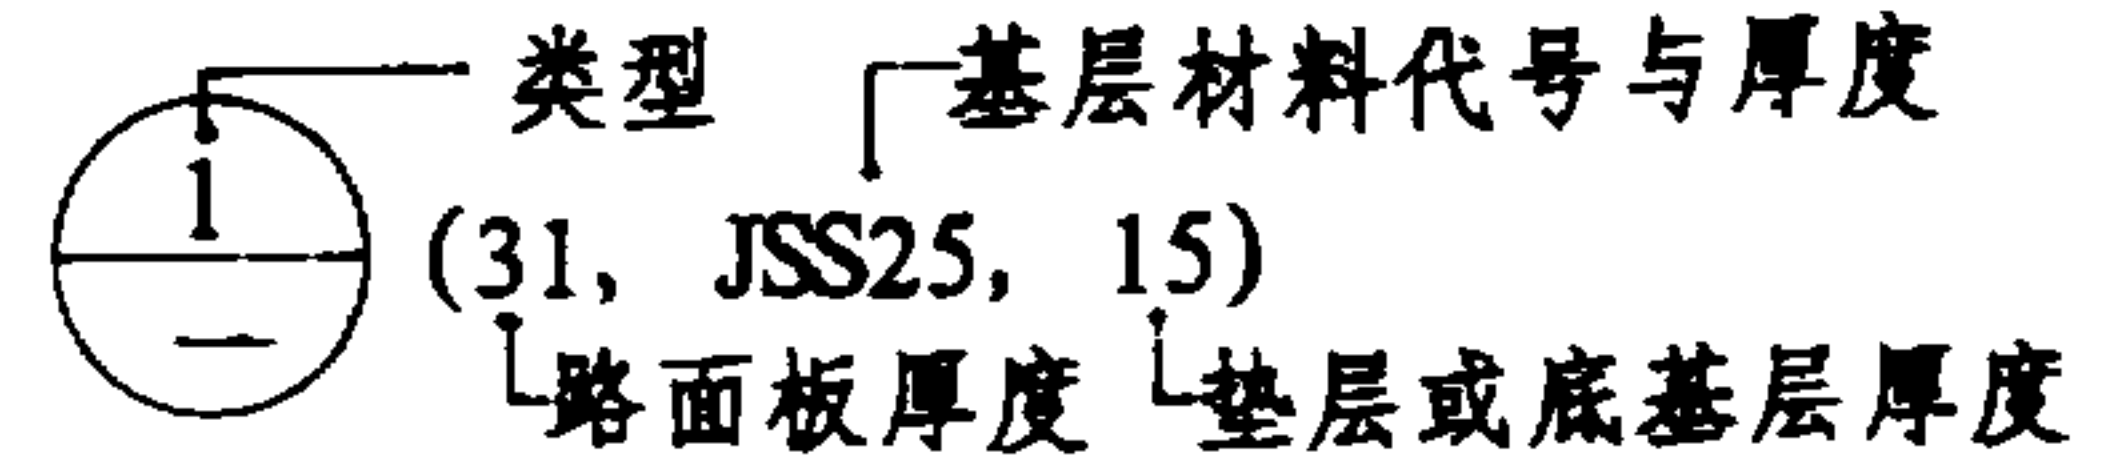 类型 基层材料代号与厚度
1
(31, JSS25, 15)
—
路面板厚度 垫层或底基层厚度